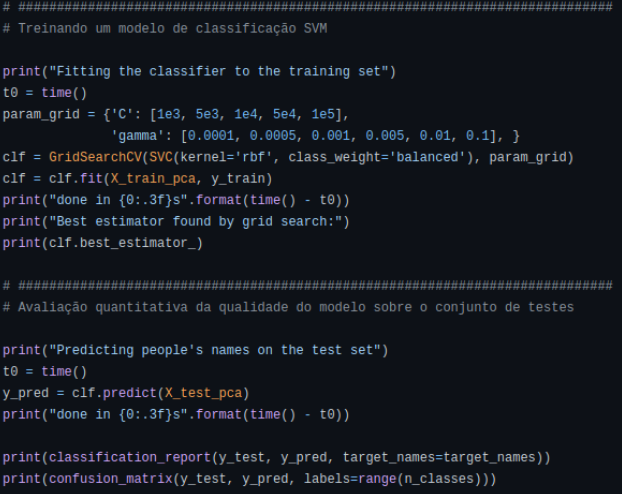 # #############################################################################
# Treinando um modelo de classificação SVM
print("Fitting the classifier to the training set")
t0 = time()
param_grid = {'C': [1e3, 5e3, 1e4, 5e4, 1e5],
              'gamma': [0.0001, 0.0005, 0.001, 0.005, 0.01, 0.1], }
clf = GridSearchCV(SVC(kernel='rbf', class_weight='balanced'), param_grid)
clf = clf.fit(X_train_pca, y_train)
print("done in {0:.3f}s".format(time() - t0))
print("Best estimator found by grid search:")
print(clf.best_estimator_)
# #############################################################################
# Avaliação quantitativa da qualidade do modelo sobre o conjunto de testes
print("Predicting people's names on the test set")
t0 = time()
y_pred = clf.predict(X_test_pca)
print("done in {0:.3f}s".format(time() - t0))
print(classification_report(y_test, y_pred, target_names=target_names))
print(confusion_matrix(y_test, y_pred, labels=range(n_classes)))